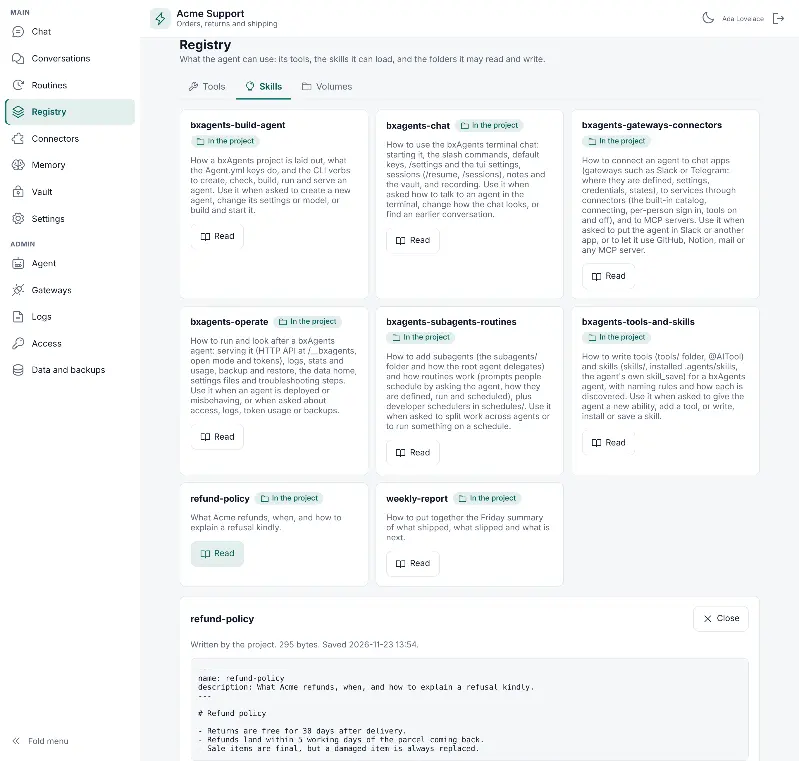 MAIN
Chat
Conversations
Routines
Registry
Connectors
Memory
Vault
Settings
ADMIN
Agent
Gateways
Logs
Access
Data and backups
Fold menu
Acme Support
Orders, returns and shipping
Ada Lovelace
Registry
What the agent can use: its tools, the skills it can load, and the folders it may read and write.
Tools
Skills
Volumes
bxagents-build-agent
In the project
How a bxAgents project is laid out, what
the Agent.yml keys do, and the CLI verbs
to create, check, build, run and serve an
agent. Use it when asked to create a new
agent, change its settings or model, or
build and start it.
Read
bxagents-chat
In the project
How to use the bxAgents terminal chat:
starting it, the slash commands, default
keys, /settings and the tui settings,
sessions (/resume, /sessions), notes and
the vault, and recording. Use it when
asked how to talk to an agent in the
terminal, change how the chat looks, or
find an earlier conversation.
Read
bxagents-gateways-connectors
In the project
How to connect an agent to chat apps
(gateways such as Slack or Telegram:
where they are defined, settings,
credentials, states), to services through
connectors (the built-in catalog,
connecting, per-person sign in, tools on
and off), and to MCP servers. Use it when
asked to put the agent in Slack or another
app, or to let it use GitHub, Notion, mail or
any MCP server.
Read
bxagents-operate
In the project
How to run and look after a bxAgents
agent: serving it (HTTP API at /__bxagents,
open mode and tokens), logs, stats and
usage, backup and restore, the data home,
settings files and troubleshooting steps.
Use it when an agent is deployed or
misbehaving, or when asked about
access, logs, token usage or backups.
Read
bxagents-subagents-routines
In the project
How to add subagents (the subagents/
folder and how the root agent delegates)
and how routines work (prompts people
schedule by asking the agent, how they
are defined, run and scheduled), plus
developer schedulers in schedules/. Use it
when asked to split work across agents or
to run something on a schedule.
Read
bxagents-tools-and-skills
In the project
How to write tools (tools/ folder, @AITool)
and skills (skills/, installed .agents/skills,
the agent's own skill_save) for a bxAgents
agent, with naming rules and how each is
discovered. Use it when asked to give the
agent a new ability, add a tool, or write,
install or save a skill.
Read
refund-policy
In the project
What Acme refunds, when, and how to
explain a refusal kindly.
Read
weekly-report
In the project
How to put together the Friday summary
of what shipped, what slipped and what is
next.
Read
refund-policy
Close
Written by the project. 295 bytes. Saved 2026-11-23 13:54.
---
name: refund-policy
description: What Acme refunds, when, and how to explain a refusal kindly.
---
# Refund policy
- Returns are free for 30 days after delivery.
- Refunds land within 5 working days of the parcel coming back.
- Sale items are final, but a damaged item is always replaced.